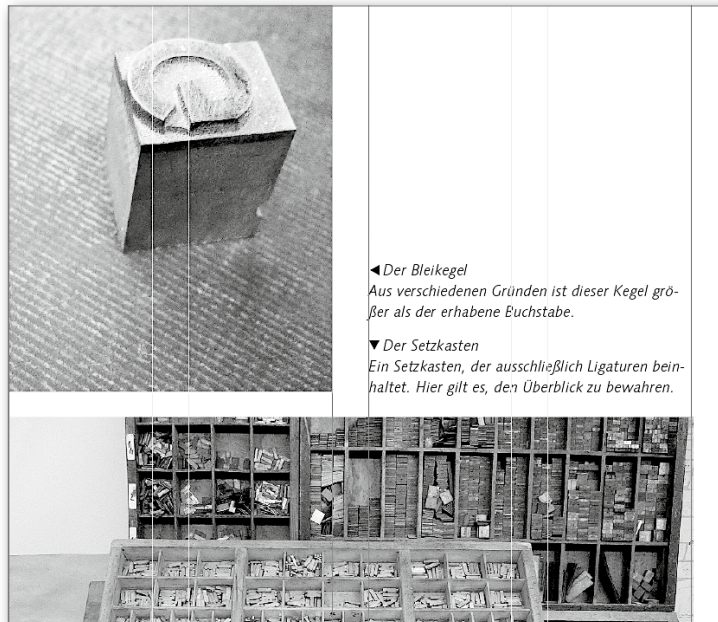 ◀ Der Bleikegel
Aus verschiedenen Gründen ist dieser Kegel grö-
ßer als der erhabene Buchstabe.
▼ Der Setzkasten
Ein Setzkasten, der ausschließlich Ligaturen bein-
haltet. Hier gilt es, den Überblick zu bewahren.